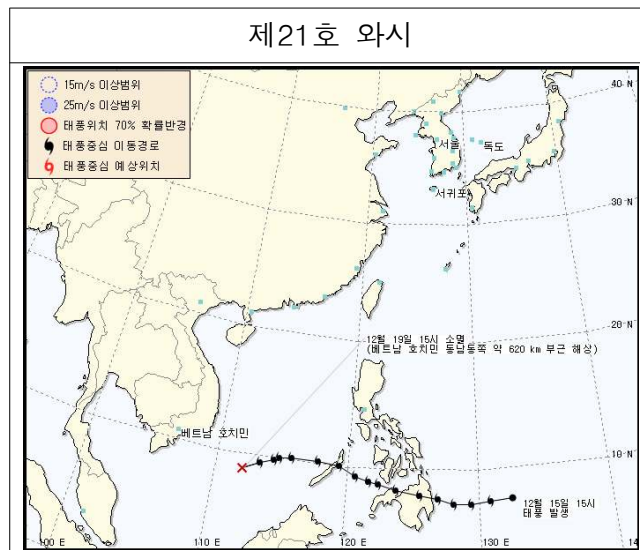 제21호 와시
15m/s 이상범위
25m/s 이상범위
태풍위치 70% 확률반경
태풍중심 이동경로
태풍중심 예상위치
40 N
서울
독도
서귀포
30 N
20 N
12월 19일 15시 소멸
(베트남 호치민 동남동쪽 약 620 km 부근 해상)
베트남 호치민
10 N
12월 15일 15시
태풍 발생
100 E
110 E
120 E
130 E
14